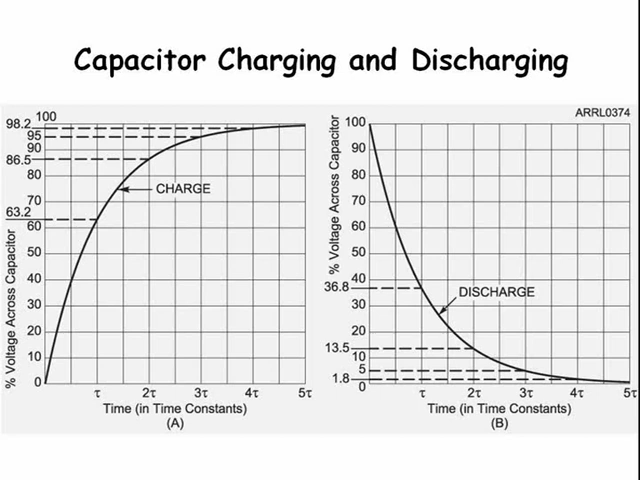 Capacitor Charging and Discharging
ARRL0374
% Voltage Across Capacitor
100
98.2
95
90
86.5
80
70
63.2
60
50
40
30
20
10
0
CHARGE
τ 2τ 3τ 4τ 5τ
Time (in Time Constants)
(A)
% Voltage Across Capacitor
100
90
80
70
60
50
40
36.8
30
20
13.5
10
5
1.8
0
DISCHARGE
τ 2τ 3τ 4τ 5τ
Time (in Time Constants)
(B)